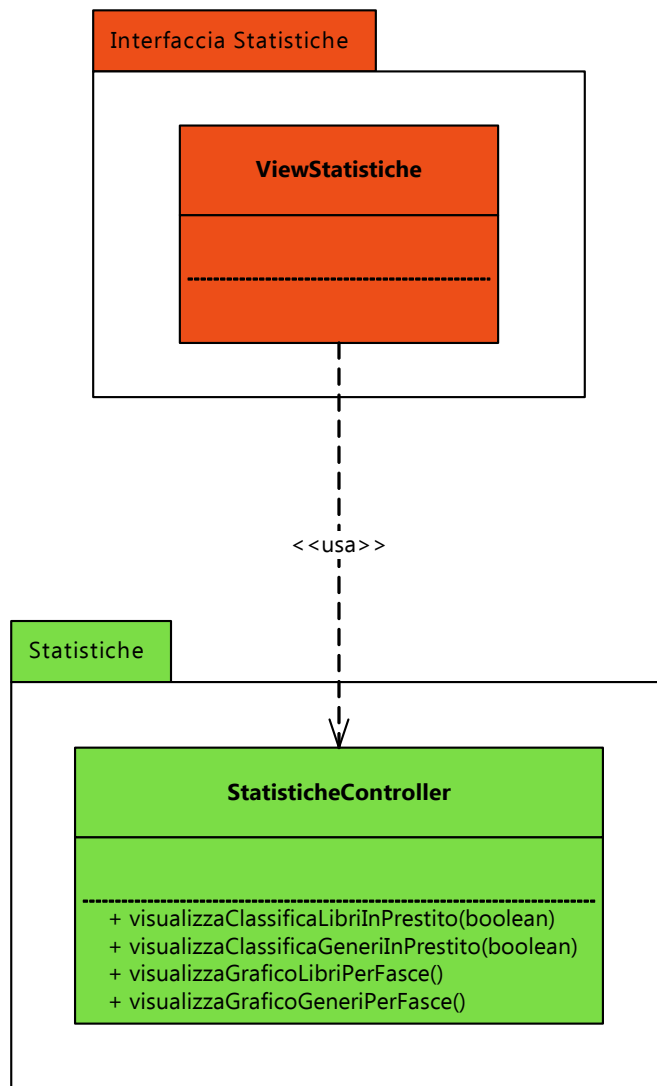 Interfaccia Statistiche
ViewStatistiche
<<usa>>
Statistiche
StatisticheController
+ visualizzaClassificaLibriInPrestito(boolean)
+ visualizzaClassificaGeneriInPrestito(boolean)
+ visualizzaGraficoLibriPerFasce()
+ visualizzaGraficoGeneriPerFasce()